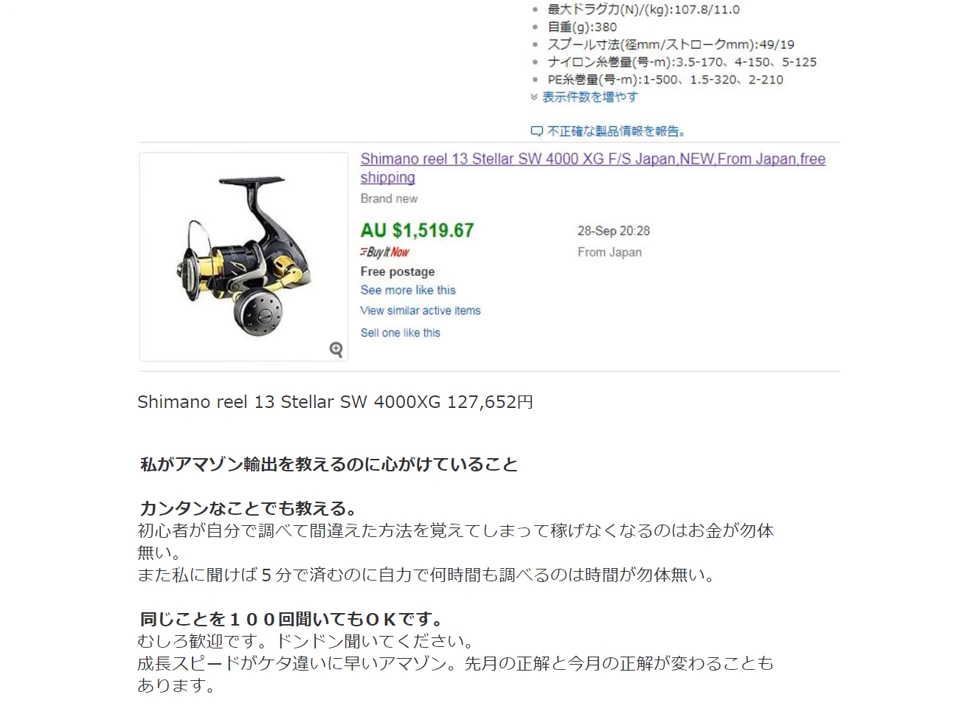 最大ドラグ力(N)/(kg):107.8/11.0
自重(g):380
スプール寸法(径mm/ストロークmm):49/19
ナイロン糸巻量(号-m):3.5-170、4-150、5-125
PE糸巻量(号-m):1-500、1.5-320、2-210
表示件数を増やす
不正確な製品情報を報告。
Shimano reel 13 Stellar SW 4000 XG F/S Japan,NEW,From Japan,free
shipping
Brand new
AU $1,519.67
28-Sep 20:28
Buy It Now
From Japan
Free postage
See more like this
View similar active items
Sell one like this
Shimano reel 13 Stellar SW 4000XG 127,652円
私がアマゾン輸出を教えるのに心がけていること
カンタンなことでも教える。
初心者が自分で調べて間違えた方法を覚えてしまって稼げなくなるのはお金が勿体
無い。
また私に聞けば５分で済むのに自力で何時間も調べるのは時間が勿体無い。
同じことを１００回聞いてもＯＫです。
むしろ歓迎です。ドンドン聞いてください。
成長スピードがケタ違いに早いアマゾン。先月の正解と今月の正解が変わることも
あります。